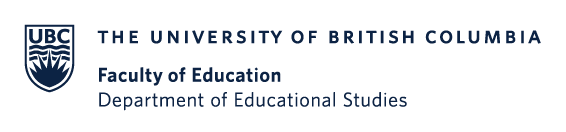 UBC
THE UNIVERSITY OF BRITISH COLUMBIA
Faculty of Education
Department of Educational Studies